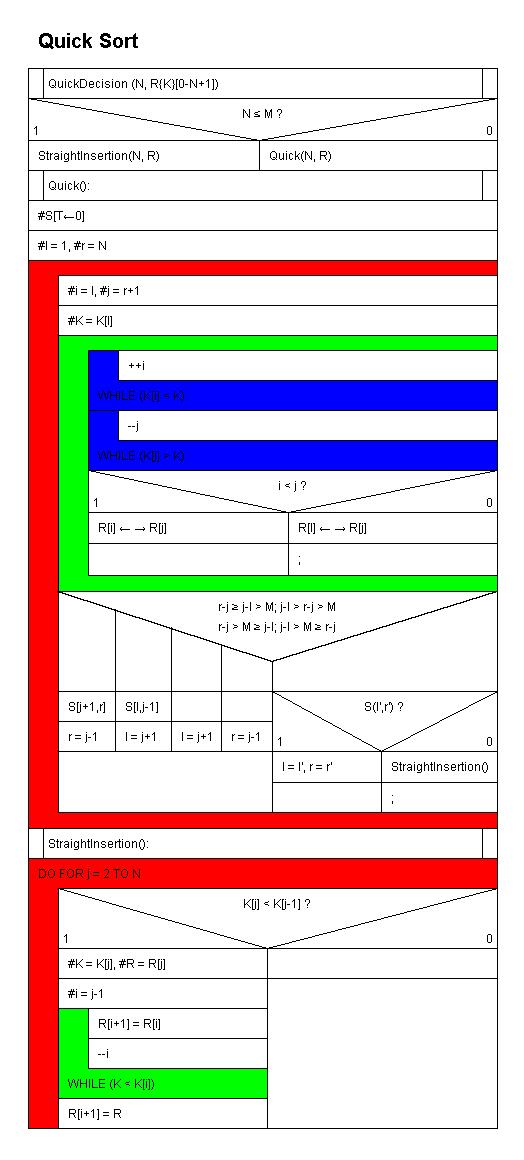 Quick Sort
QuickDecision (N, R{K}[0-N+1])
N ≤ M ?
1 0
StraightInsertion(N, R) Quick(N, R)
Quick():
#S[T←0]
#l = 1, #r = N
#i = l, #j = r+1
#K = K[l]
++i
WHILE (K[i] < K)
--j
WHILE (K[j] > K)
i < j ?
1 0
R[i] ← → R[j] R[l] ← → R[j]
;
r-j ≥ j-l > M; j-l > r-j > M
r-j > M ≥ j-l; j-l > M ≥ r-j
S[j+1,r] S[l,j-1] S(l',r') ?
r = j-1 l = j+1 l = j+1 r = j-1 1 0
l = l', r = r' StraightInsertion()
;
StraightInsertion():
DO FOR j = 2 TO N
K[j] < K[j-1] ?
1 0
#K = K[j], #R = R[j]
#i = j-1
R[i+1] = R[i]
--i
WHILE (K < K[i])
R[i+1] = R